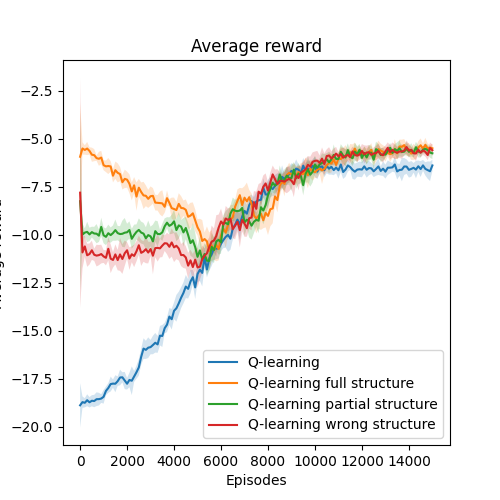 Average reward
−2.5
−5.0
−7.5
−10.0
−12.5
−15.0
−17.5
−20.0
0
2000
4000
6000
8000
10000
12000
14000
Episodes
Q-learning
Q-learning full structure
Q-learning partial structure
Q-learning wrong structure